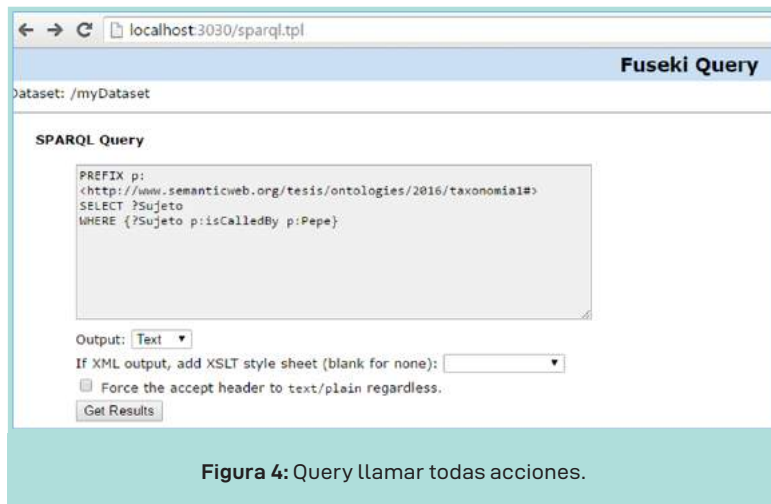 localhost:3030/sparql.tpl
Fuseki Query
Dataset: /myDataset
SPARQL Query
PREFIX p:
<http://www.semanticweb.org/tesis/ontologies/2016/taxonomia1#>
SELECT ?Sujeto
WHERE {?Sujeto p:isCalledBy p:Pepe}
Output: Text
If XML output, add XSLT style sheet (blank for none):
Force the accept header to text/plain regardless.
Get Results
Figura 4: Query llamar todas acciones.